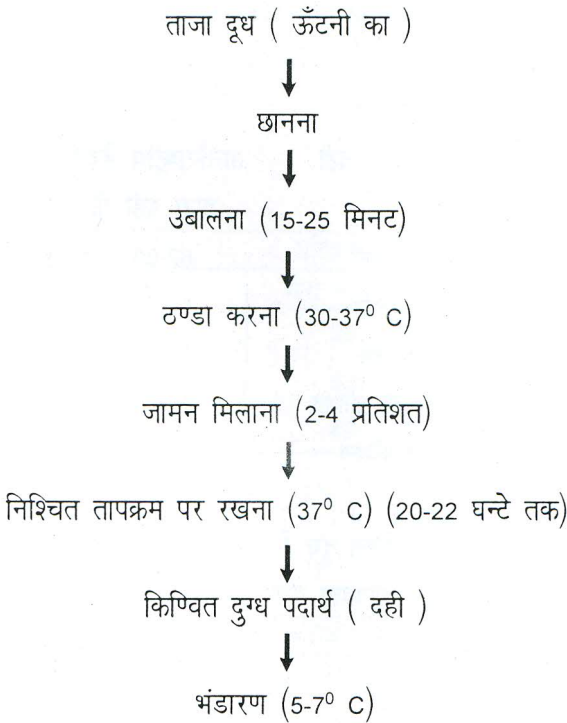 ताजा दूध ( ऊँटनी का )
छानना
उबालना (15-25 मिनट)
ठण्डा करना (30-37⁰ C)
जामन मिलाना (2-4 प्रतिशत)
निश्चित तापक्रम पर रखना (37⁰ C) (20-22 घन्टे तक)
किण्वित दुग्ध पदार्थ ( दही )
भंडारण (5-7⁰ C)